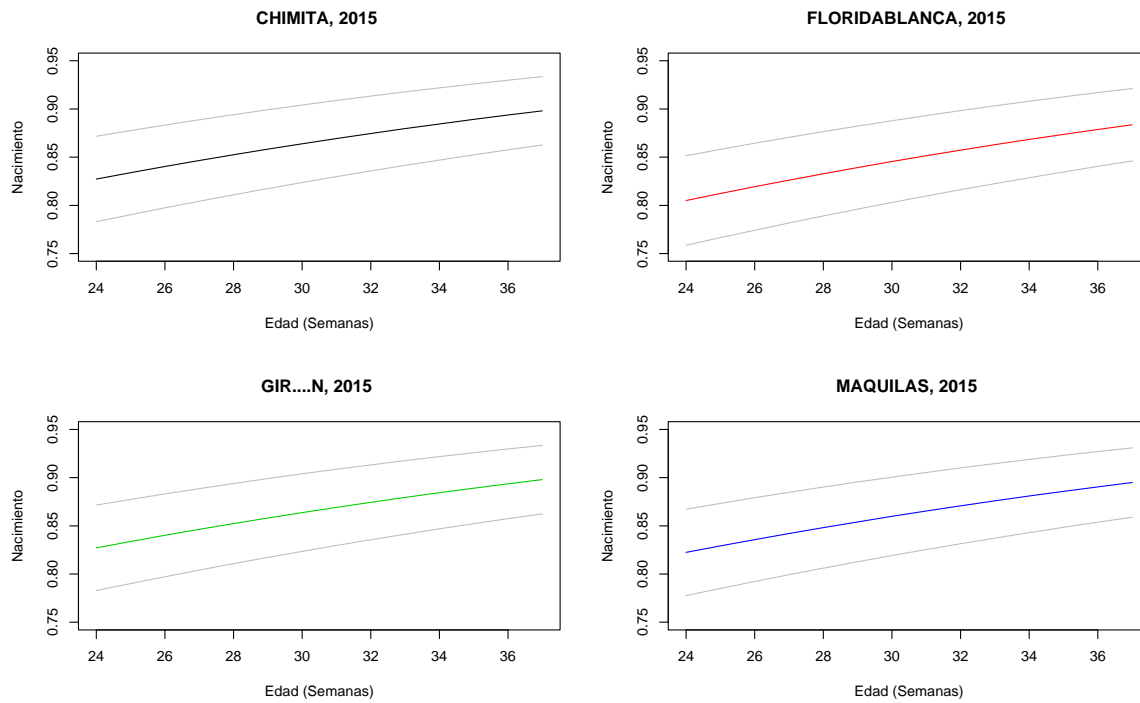 CHIMITA, 2015
Nacimiento
0.75 0.80 0.85 0.90 0.95
24 26 28 30 32 34 36
Edad (Semanas)
FLORIDABLANCA, 2015
Nacimiento
0.75 0.80 0.85 0.90 0.95
24 26 28 30 32 34 36
Edad (Semanas)
GIR....N, 2015
Nacimiento
0.75 0.80 0.85 0.90 0.95
24 26 28 30 32 34 36
Edad (Semanas)
MAQUILAS, 2015
Nacimiento
0.75 0.80 0.85 0.90 0.95
24 26 28 30 32 34 36
Edad (Semanas)